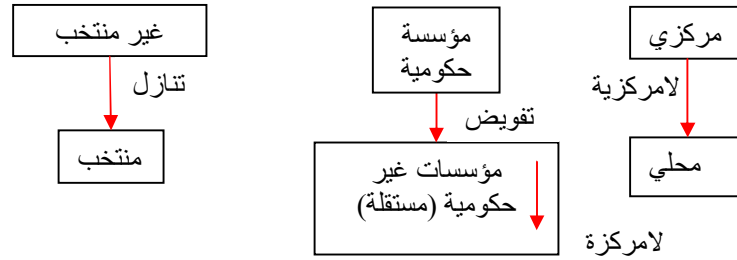 مركزي
لامركزية
محلي
مؤسسة
حكومية
تفويض
مؤسسات غير
حكومية (مستقلة)
لامركزة
غير منتخب
تنازل
منتخب